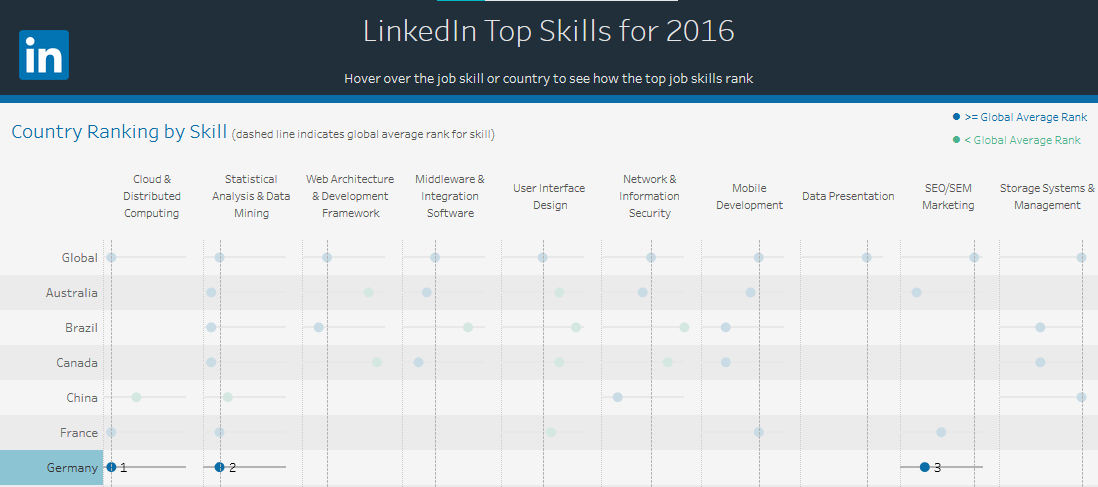 LinkedIn Top Skills for 2016
in
Hover over the job skill or country to see how the top job skills rank
Country Ranking by Skill (dashed line indicates global average rank for skill)
>= Global Average Rank
< Global Average Rank
Cloud &
Distributed
Computing
Statistical
Analysis & Data
Mining
Web Architecture
& Development
Framework
Middleware &
Integration
Software
User Interface
Design
Network &
Information
Security
Mobile
Development
Data Presentation
SEO/SEM
Marketing
Storage Systems &
Management
Global
Australia
Brazil
Canada
China
France
Germany 1 2 3